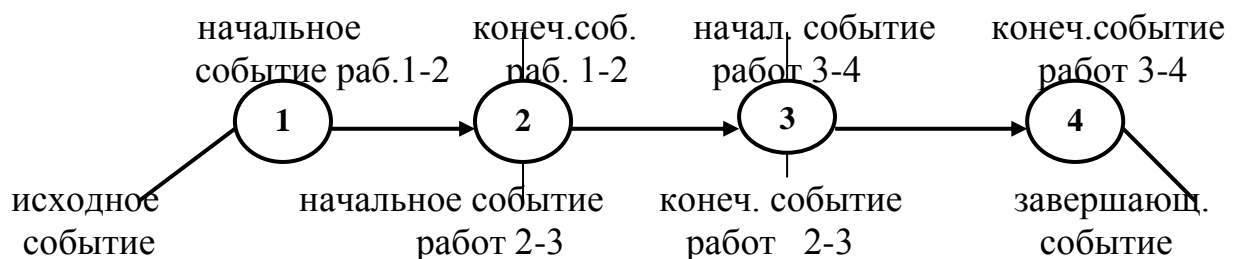 начальное конеч.соб. начал. событие конеч.событие
событие раб.1-2 раб. 1-2 работ 3-4 работ 3-4
1 2 3 4
исходное начальное событие конеч. событие завершающ.
событие работ 2-3 работ 2-3 событие